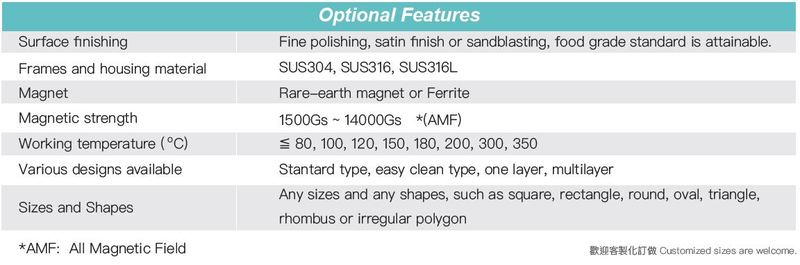 Optional Features
Surface finishing Fine polishing, satin finish or sandblasting, food grade standard is attainable.
Frames and housing material SUS304, SUS316, SUS316L
Magnet Rare-earth magnet or Ferrite
Magnetic strength 1500Gs ~ 14000Gs *(AMF)
Working temperature (°C) ≦ 80, 100, 120, 150, 180, 200, 300, 350
Various designs available Stantard type, easy clean type, one layer, multilayer
Sizes and Shapes Any sizes and any shapes, such as square, rectangle, round, oval, triangle,
rhombus or irregular polygon
*AMF: All Magnetic Field
歡迎客製化訂做 Customized sizes are welcome.